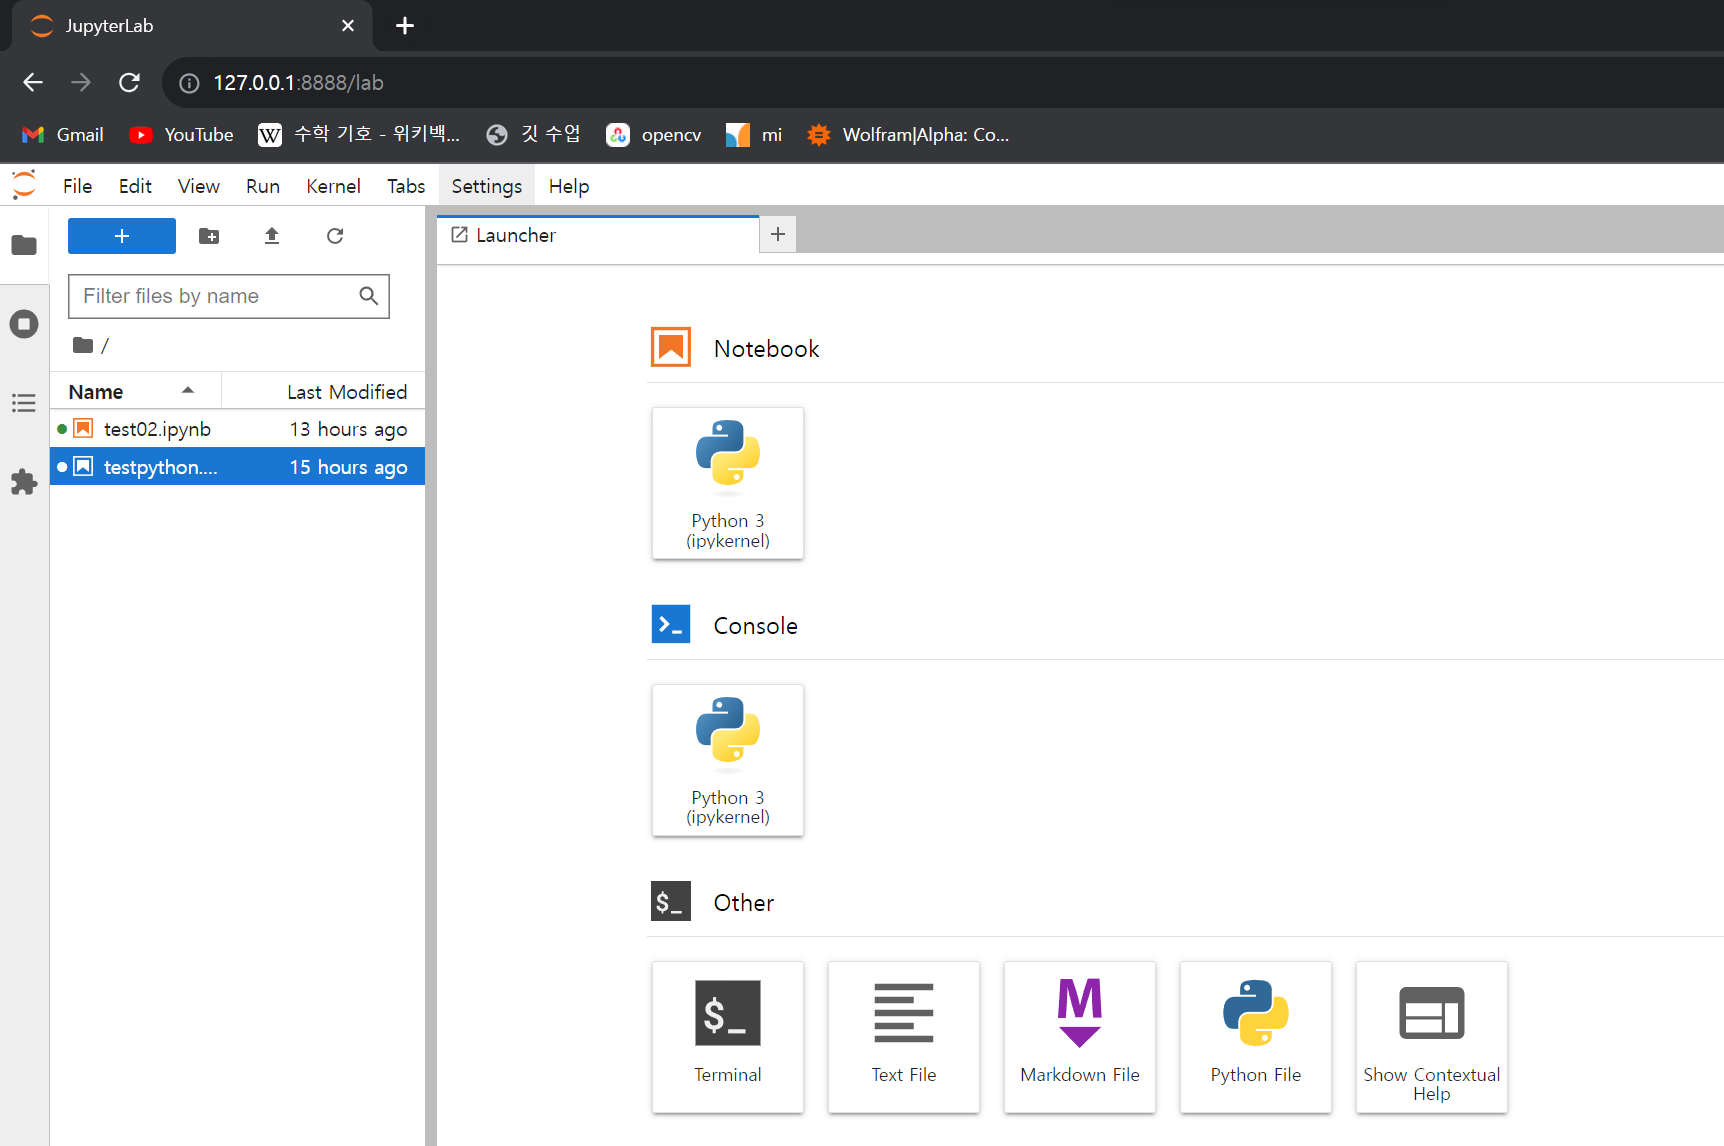 JupyterLab
127.0.0.1:8888/lab
Gmail YouTube 수학 기호 - 위키백... 깃 수업 opencv mi Wolfram|Alpha: Co...
File Edit View Run Kernel Tabs Settings Help
Launcher
Filter files by name
/
Name Last Modified
test02.ipynb 13 hours ago
testpython.... 15 hours ago
Notebook
Python 3
(ipykernel)
Console
Python 3
(ipykernel)
$_ Other
$_
M
Terminal Text File Markdown File Python File Show Contextual
Help